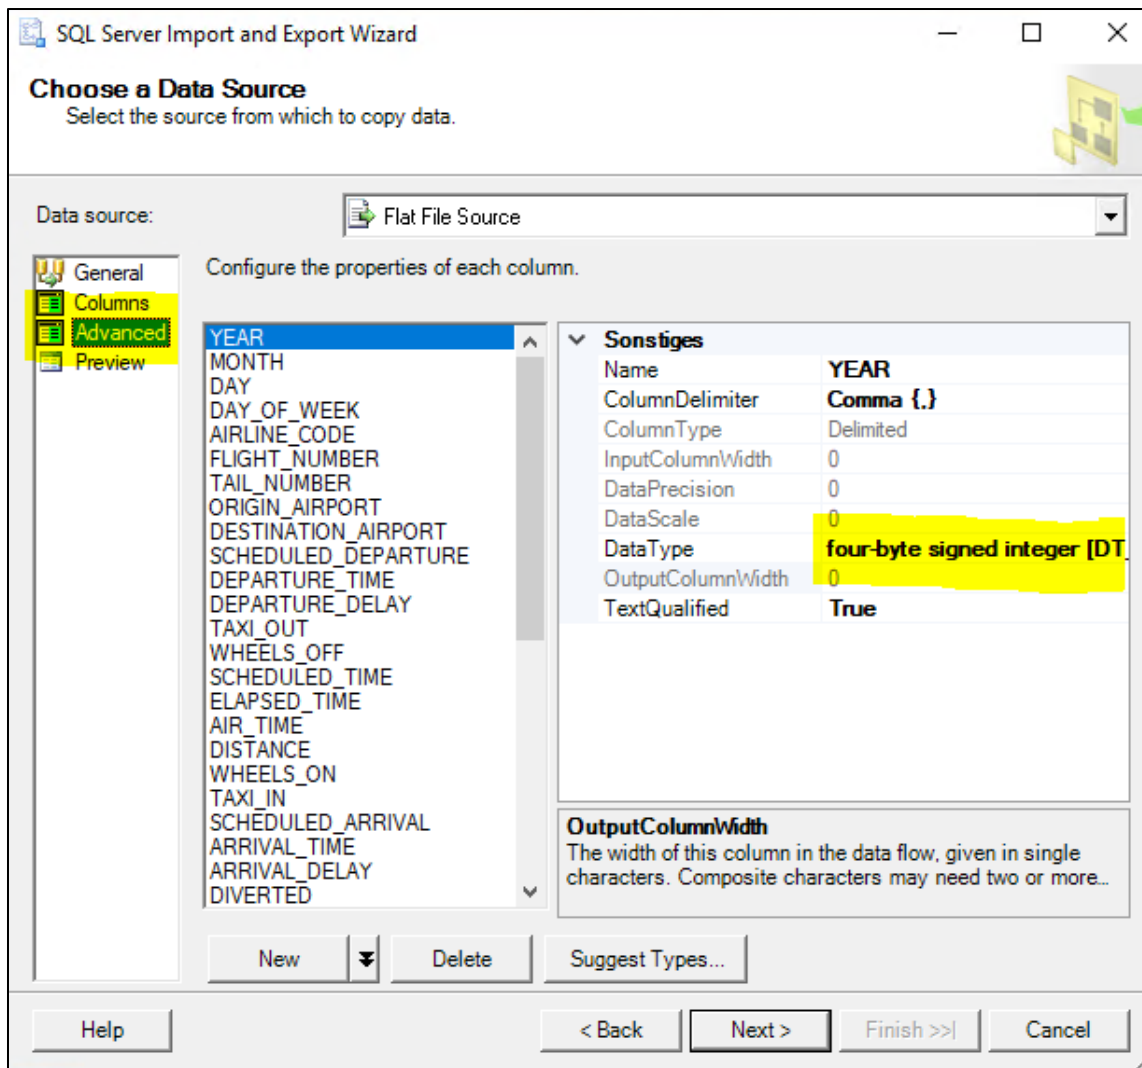 SQL Server Import and Export Wizard
Choose a Data Source
Select the source from which to copy data.
Data source:
Flat File Source
General
Columns
Advanced
Preview
Configure the properties of each column.
YEAR
MONTH
DAY
DAY_OF_WEEK
AIRLINE_CODE
FLIGHT_NUMBER
TAIL_NUMBER
ORIGIN_AIRPORT
DESTINATION_AIRPORT
SCHEDULED_DEPARTURE
DEPARTURE_TIME
DEPARTURE_DELAY
TAXI_OUT
WHEELS_OFF
SCHEDULED_TIME
ELAPSED_TIME
AIR_TIME
DISTANCE
WHEELS_ON
TAXI_IN
SCHEDULED_ARRIVAL
ARRIVAL_TIME
ARRIVAL_DELAY
DIVERTED
Sonstiges
Name YEAR
ColumnDelimiter Comma {,}
ColumnType Delimited
InputColumnWidth 0
DataPrecision 0
DataScale 0
DataType four-byte signed integer [DT_
OutputColumnWidth 0
TextQualified True
OutputColumnWidth
The width of this column in the data flow, given in single
characters. Composite characters may need two or more...
New Delete Suggest Types...
Help < Back Next > Finish >>| Cancel